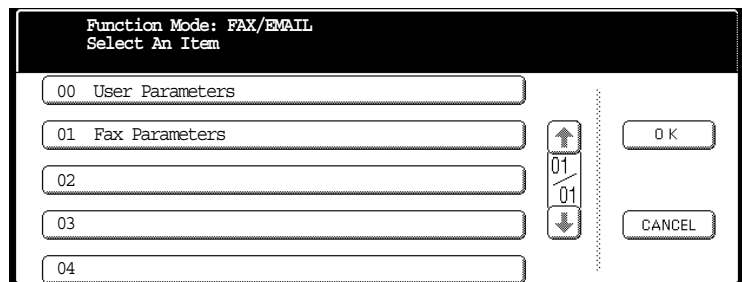 Function Mode: FAX/EMAIL
Select An Item
00 User Parameters
01 Fax Parameters
OK
02
01
01
03
CANCEL
04